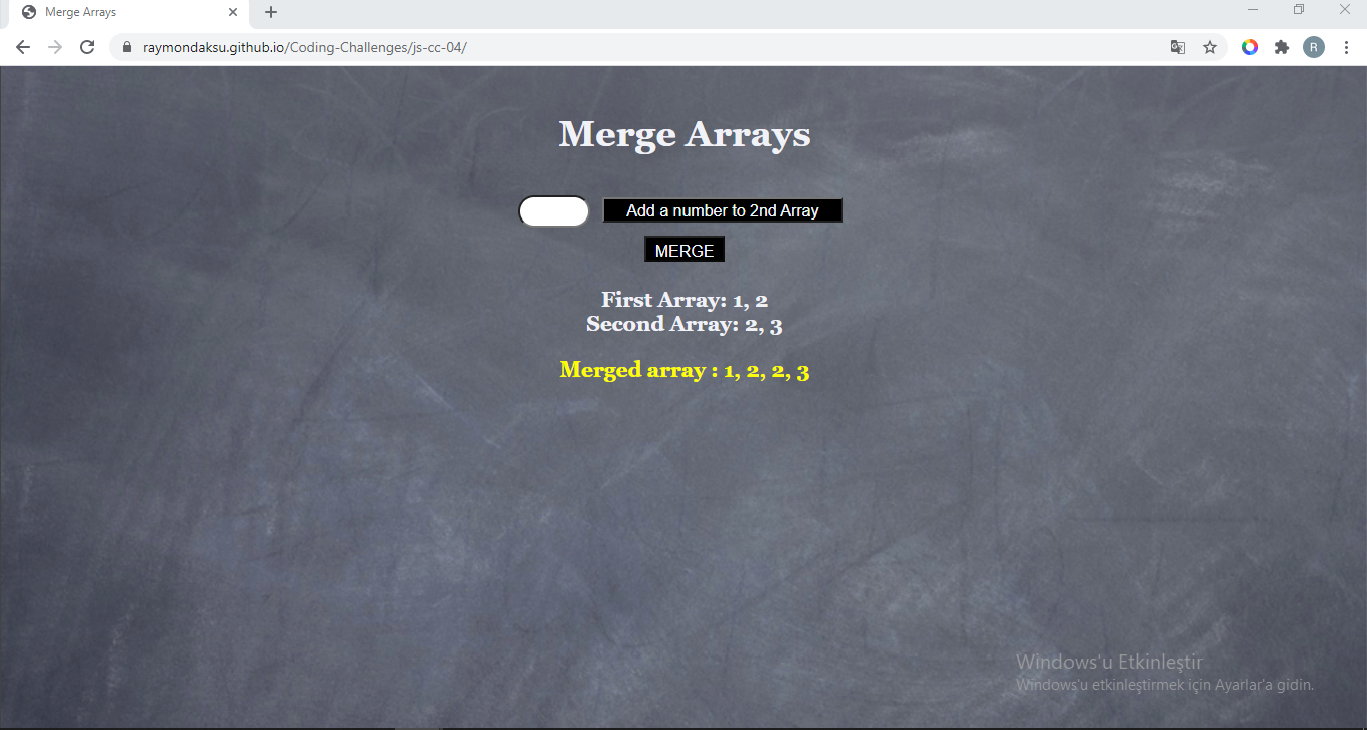 Merge Arrays
raymondaksu.github.io/Coding-Challenges/js-cc-04/
R
Merge Arrays
Add a number to 2nd Array
MERGE
First Array: 1, 2
Second Array: 2, 3
Merged array : 1, 2, 2, 3
Windows'u Etkinleştir
Windows'u etkinleştirmek için Ayarlar'a gidin.